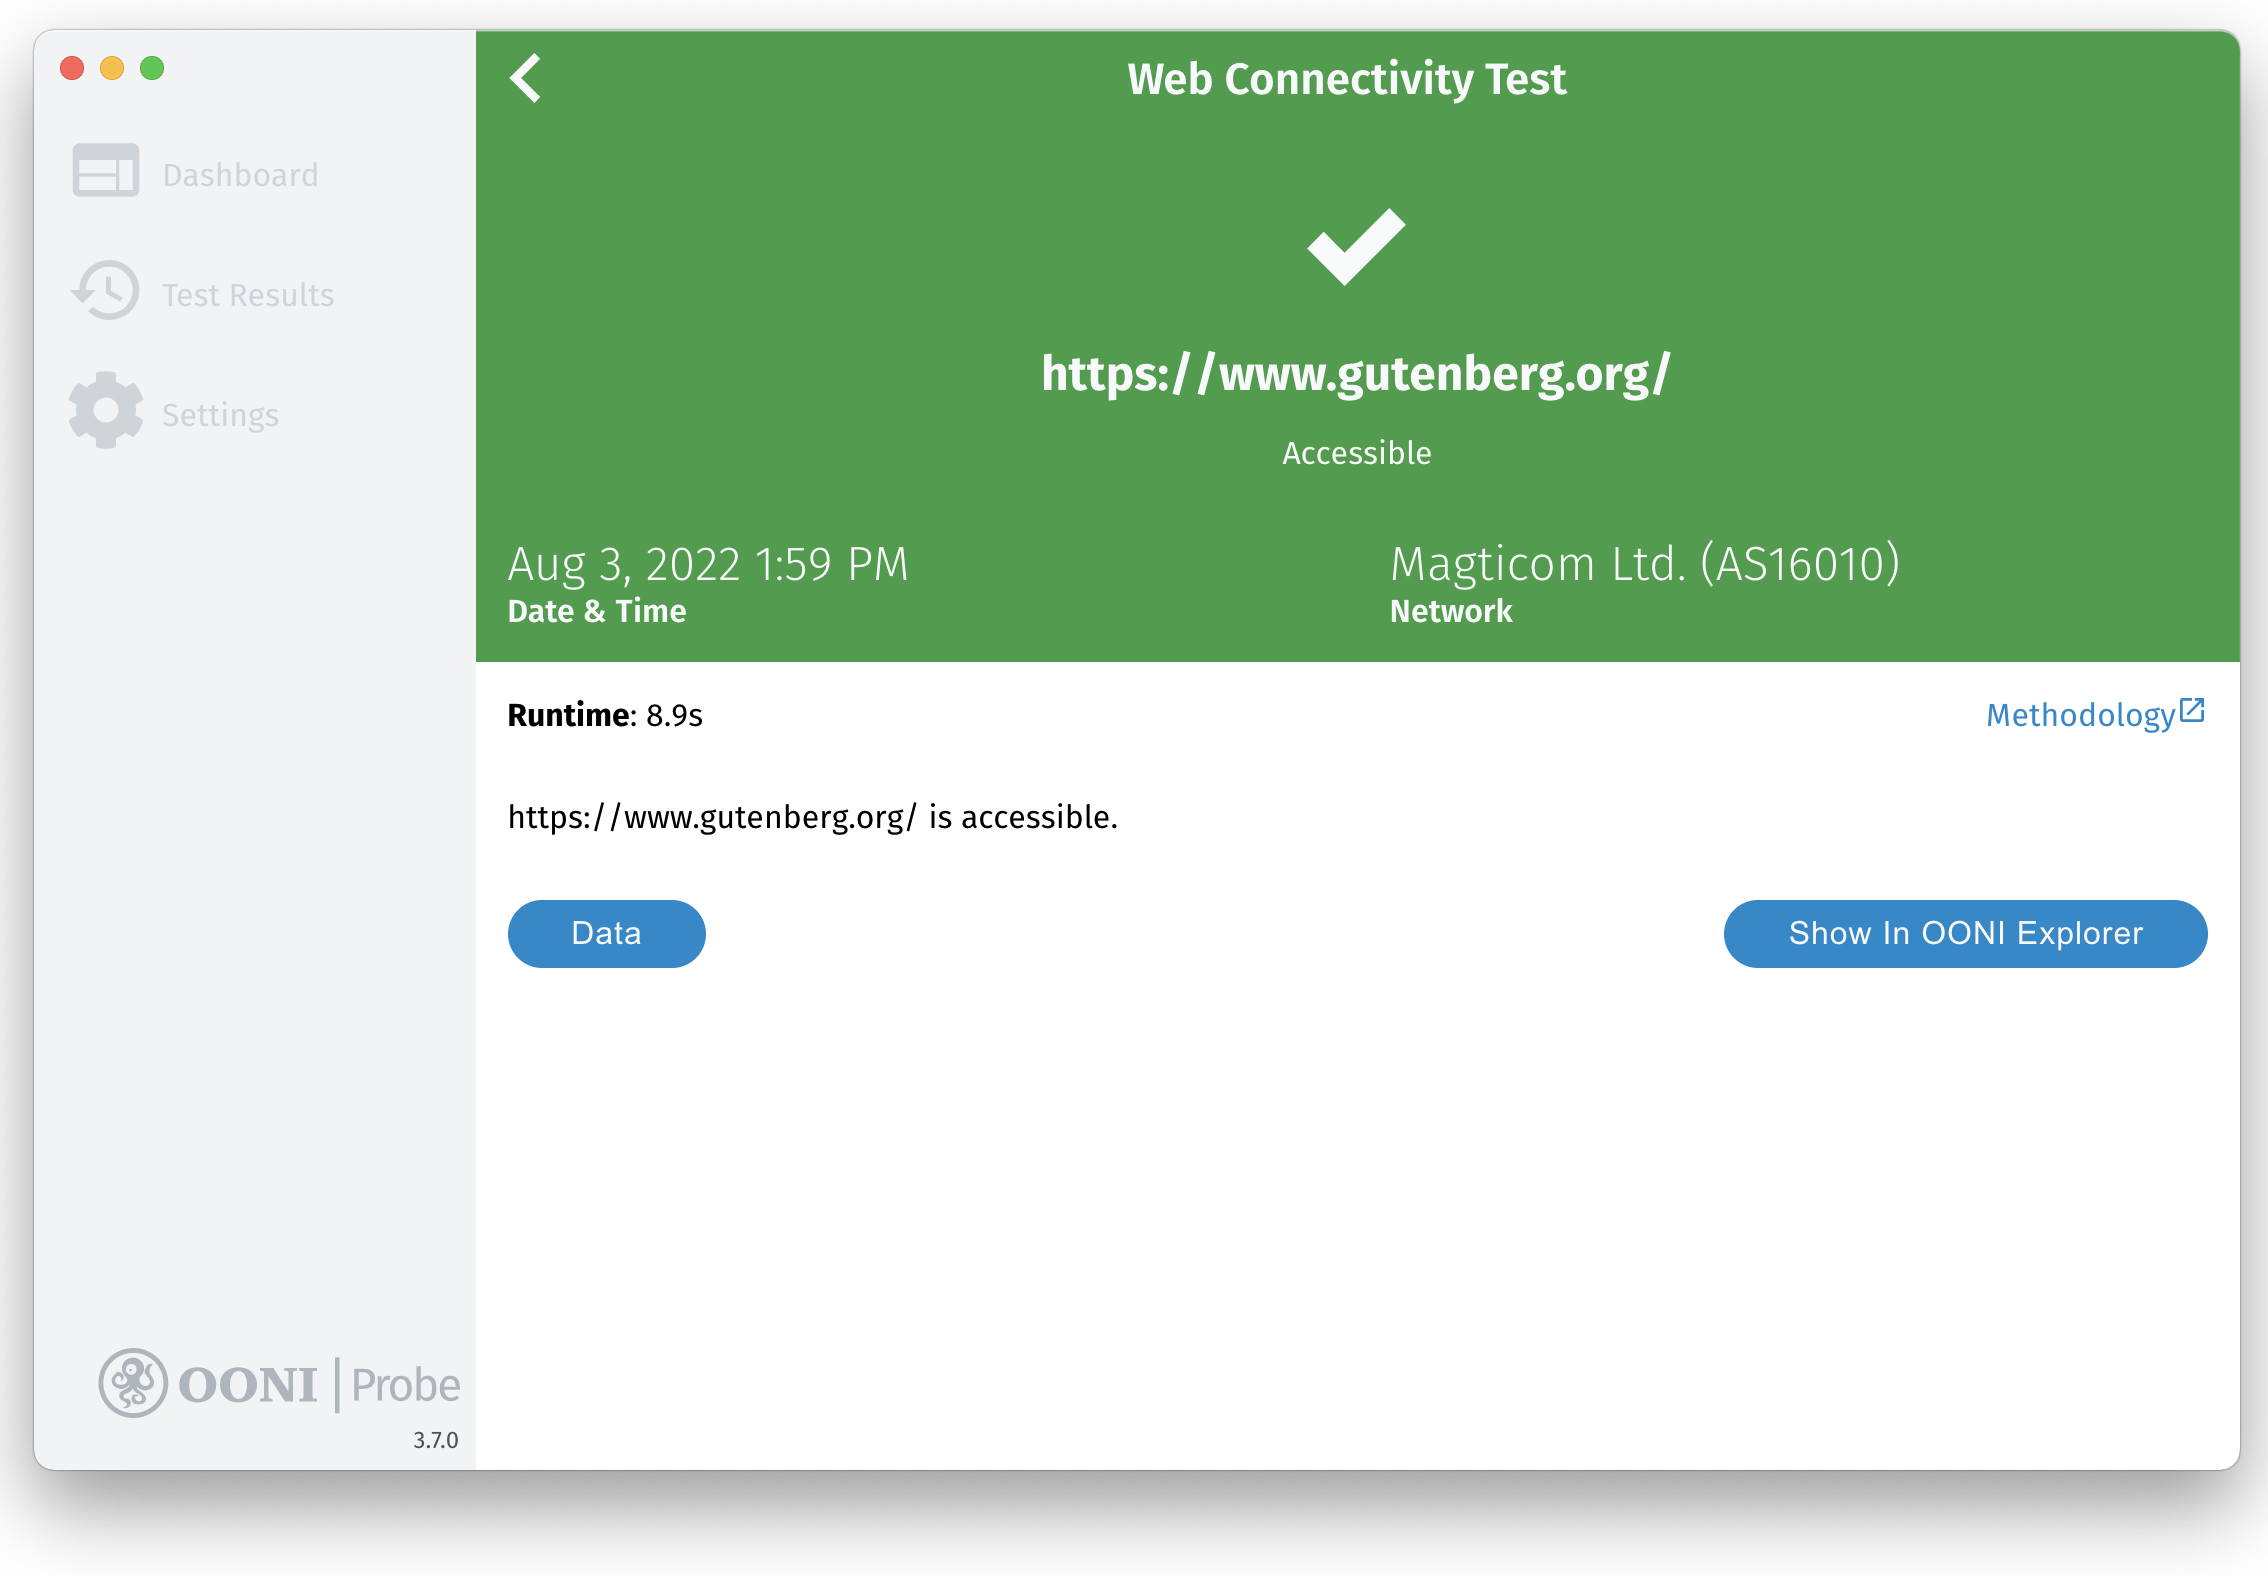 Web Connectivity Test
Dashboard
Test Results
Settings
https://www.gutenberg.org/
Accessible
Aug 3, 2022 1:59 PM
Date & Time
Magticom Ltd. (AS16010)
Network
Runtime: 8.9s
Methodology
https://www.gutenberg.org/ is accessible.
Data
Show In OONI Explorer
OONI | Probe
3.7.0